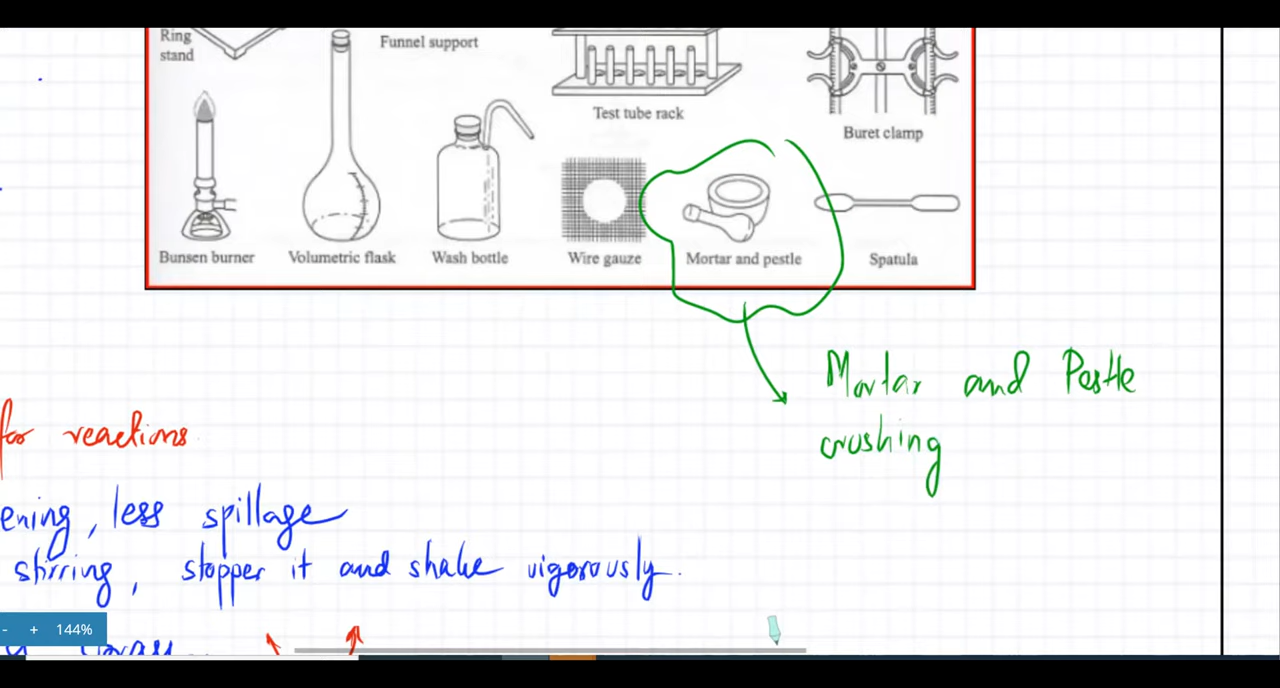 Ring
stand
Funnel support
Test tube rack
Buret clamp
Bunsen burner
Volumetric flask
Wash bottle
Wire gauze
Mortar and pestle
Spatula
Mortar and Pestle
crushing
for reactions
ening, less spillage
stirring, stopper it and shake vigorously.
- + 144%